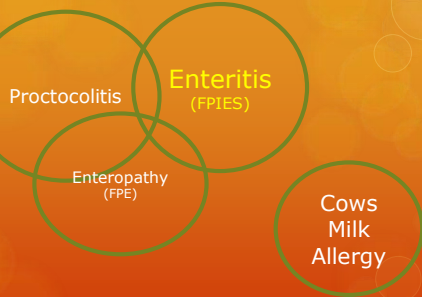 Enteritis
(FPIES)
Proctocolitis
Enteropathy
(FPE)
Cows
Milk
Allergy